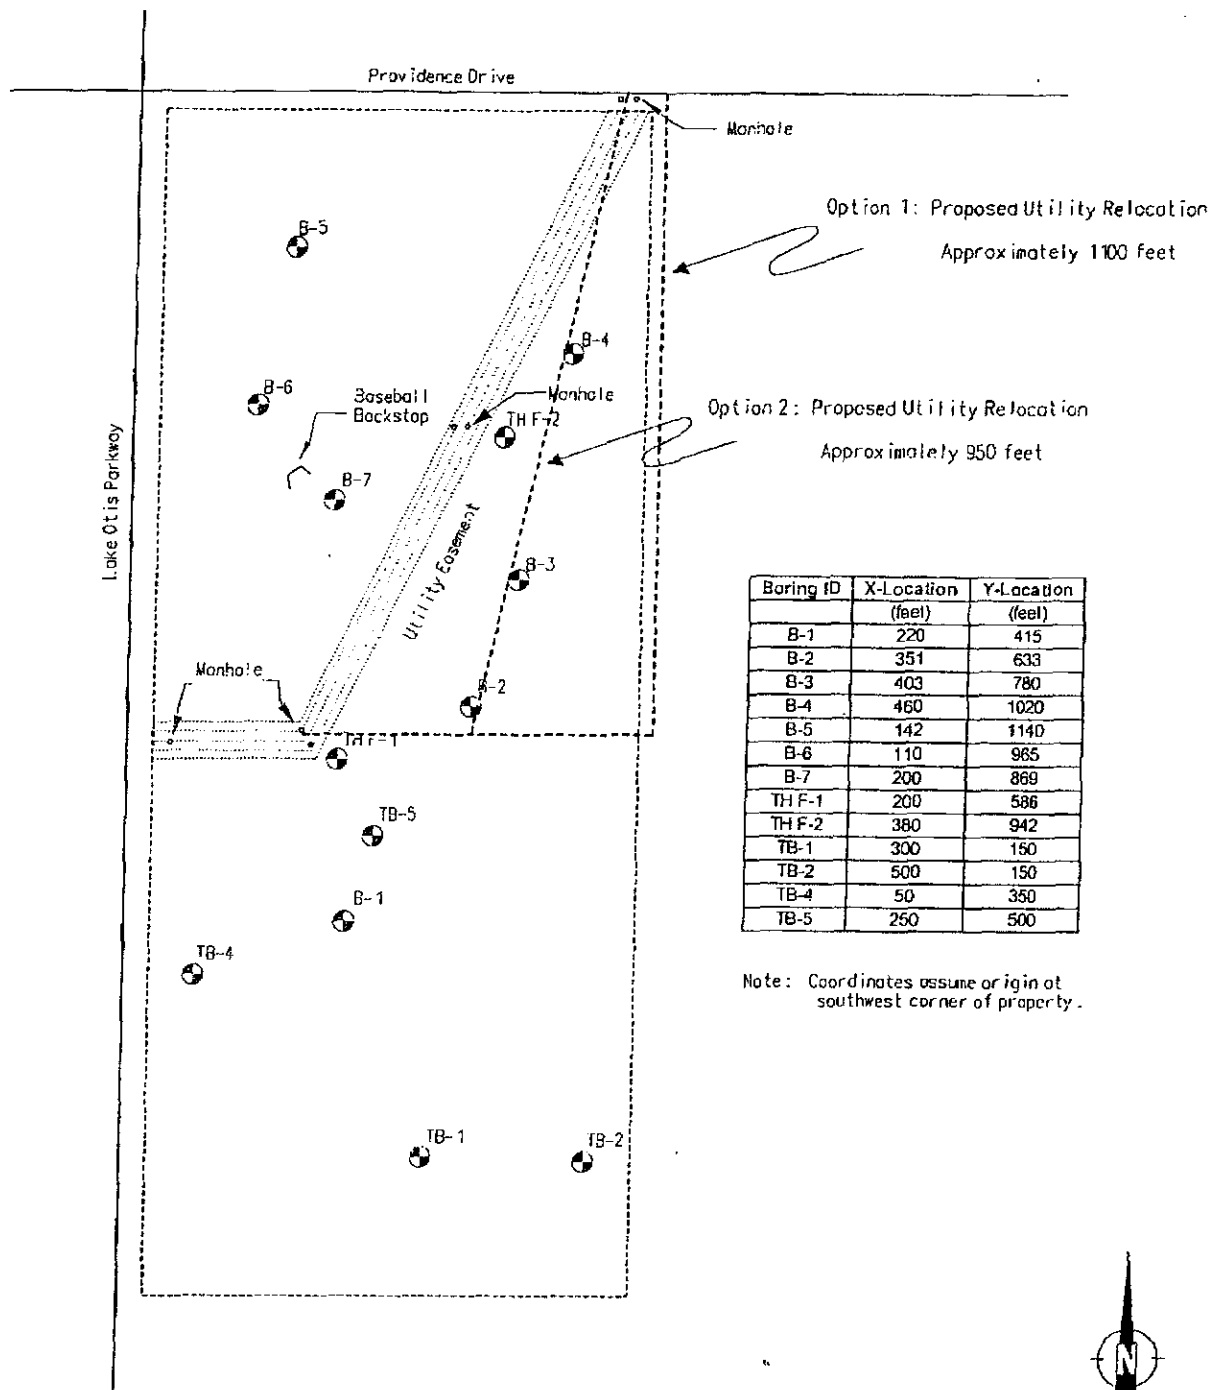 Providence Drive
Manhole
Option 1: Proposed Utility Relocation
Approximately 1100 feet
B-5
B-4
B-6
Baseball
Backstop
Manhole
TH F-2
Option 2: Proposed Utility Relocation
Approximately 950 feet
Lake Otis Parkway
B-7
Utility Easement
B-3
Manhole
B-2
TH F-1
TB-5
B-1
TB-4
TB-1
TB-2
Boring ID X-Location Y-Location
(feet) (feet)
B-1 220 415
B-2 351 633
B-3 403 780
B-4 460 1020
B-5 142 1140
B-6 110 965
B-7 200 869
TH F-1 200 586
TH F-2 380 942
TB-1 300 150
TB-2 500 150
TB-4 50 350
TB-5 250 500
Note: Coordinates assume origin at
southwest corner of property.
N